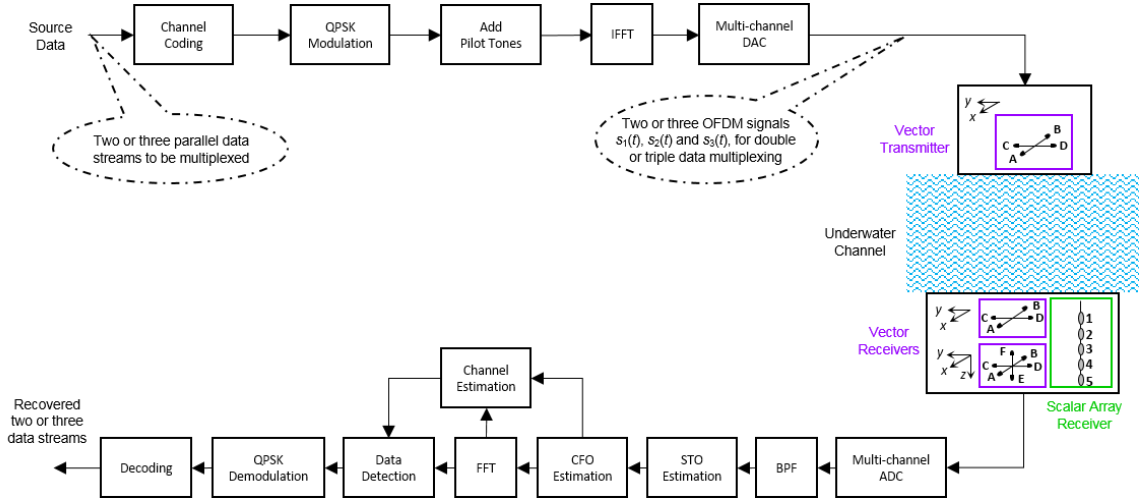 Source
Data
Channel
Coding
QPSK
Modulation
Add
Pilot Tones
IFFT
Multi-channel
DAC
Two or three parallel data
streams to be multiplexed
Two or three OFDM signals
s1(t), s2(t) and s3(t), for double
or triple data multiplexing
Vector
Transmitter
y
x
B
C
D
A
Underwater
Channel
Vector
Receivers
y
x
B
C
D
A
y
x
z
F
B
C
D
A
E
1
2
3
4
5
Scalar Array
Receiver
Multi-channel
ADC
BPF
STO
Estimation
CFO
Estimation
Channel
Estimation
FFT
Data
Detection
QPSK
Demodulation
Decoding
Recovered
two or three
data streams